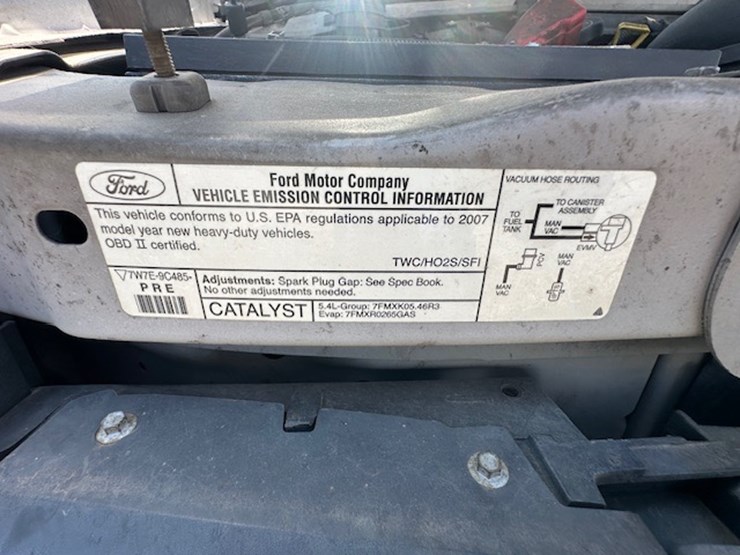 Ford
Ford Motor Company
VEHICLE EMISSION CONTROL INFORMATION
This vehicle conforms to U.S. EPA regulations applicable to 2007
model year new heavy-duty vehicles.
OBD II certified.
TWC/HO2S/SFI
7W7E-9C485-
PRE
Adjustments: Spark Plug Gap: See Spec Book.
No other adjustments needed.
CATALYST
5.4L-Group: 7FMXK05.46R3
Evap: 7FMXR0265GAS
VACUUM HOSE ROUTING
TO CANISTER
ASSEMBLY
TO
FUEL
TANK
MAN
VAC
EVMV
PCV
MAN
VAC
MAN
VAC